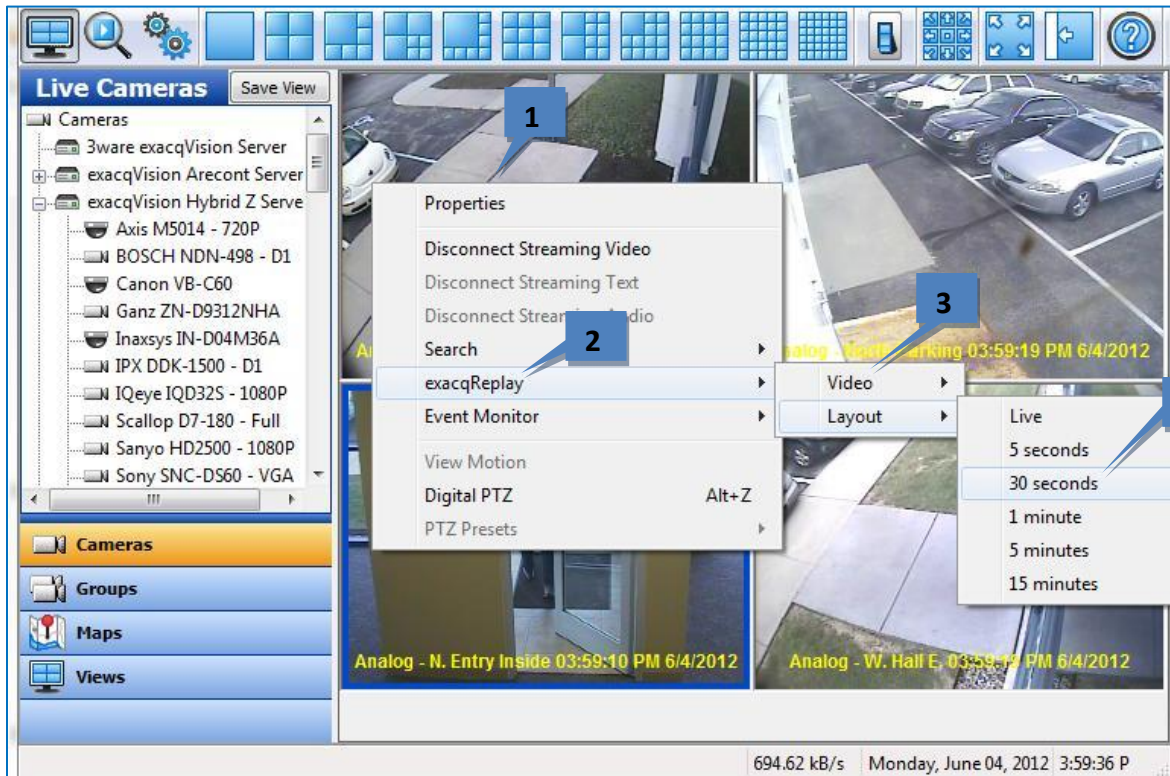 Live Cameras
Save View
Cameras
3ware exacqVision Server
exacqVision Arecont Server
exacqVision Hybrid Z Serve
Axis M5014 - 720P
BOSCH NDN-498 - D1
Canon VB-C60
Ganz ZN-D9312NHA
Inaxsys IN-D04M36A
IPX DDK-1500 - D1
IQeye IQD32S - 1080P
Scallop D7-180 - Full
Sanyo HD2500 - 1080P
Sony SNC-DS60 - VGA
Cameras
Groups
Maps
Views
1
Properties
Disconnect Streaming Video
Disconnect Streaming Text
Disconnect Streaming Audio
2
Search
exacqReplay
Event Monitor
View Motion
Digital PTZ Alt+Z
PTZ Presets
3
Parking 03:59:19 PM 6/4/2012
Video
Layout
Live
5 seconds
30 seconds
1 minute
5 minutes
15 minutes
Analog - N. Entry Inside 03:59:10 PM 6/4/2012
Analog - W. Hall E, 03:59:19 PM 6/4/2012
694.62 kB/s Monday, June 04, 2012 3:59:36 P